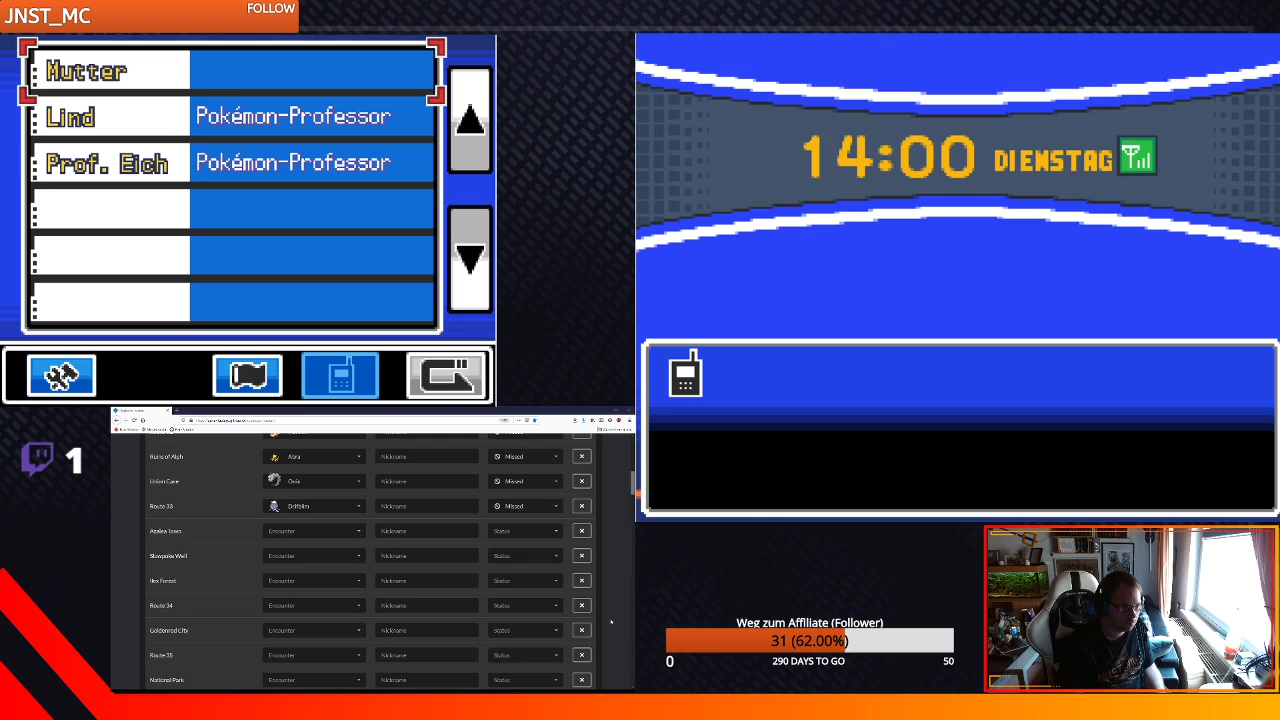 JNST_MC
FOLLOW
Mutter
Lind Pokémon-Professor
Prof. Eich Pokémon-Professor
14:00 DIENSTAG
1
Ruins of Alph Abra Nickname Missed
Union Cave Onix Nickname Missed
Route 33 Drifblim Nickname Missed
Azalea Town Encounter Nickname Status
Slowpoke Well Encounter Nickname Status
Ilex Forest Encounter Nickname Status
Route 34 Encounter Nickname Status
Goldenrod City Encounter Nickname Status
Route 35 Encounter Nickname Status
National Park Encounter Nickname Status
Weg zum Affiliate (Follower)
31 (62.00%)
0 290 DAYS TO GO 50